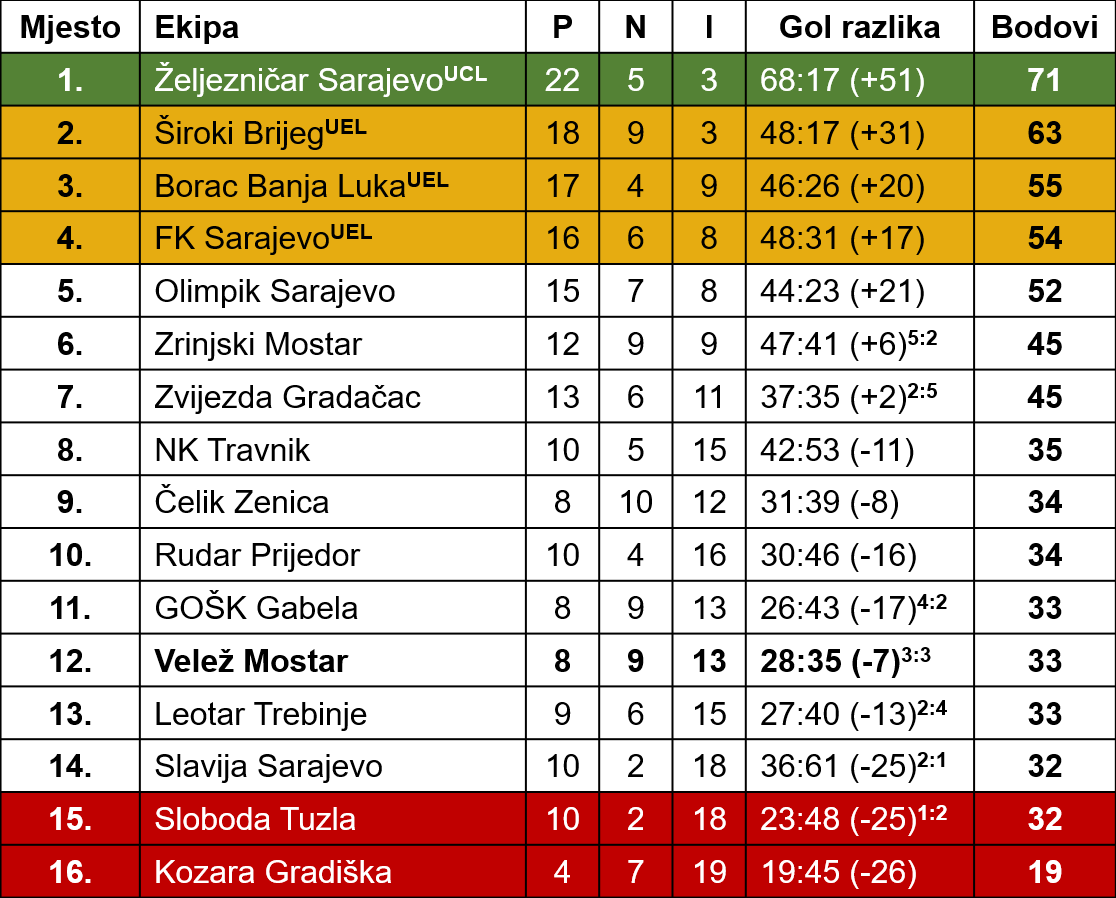 Mjesto Ekipa P N I Gol razlika Bodovi
1. Željezničar SarajevoUCL 22 5 3 68:17 (+51) 71
2. Široki BrijegUEL 18 9 3 48:17 (+31) 63
3. Borac Banja LukaUEL 17 4 9 46:26 (+20) 55
4. FK SarajevoUEL 16 6 8 48:31 (+17) 54
5. Olimpik Sarajevo 15 7 8 44:23 (+21) 52
6. Zrinjski Mostar 12 9 9 47:41 (+6)5:2 45
7. Zvijezda Gradačac 13 6 11 37:35 (+2)2:5 45
8. NK Travnik 10 5 15 42:53 (-11) 35
9. Čelik Zenica 8 10 12 31:39 (-8) 34
10. Rudar Prijedor 10 4 16 30:46 (-16) 34
11. GOŠK Gabela 8 9 13 26:43 (-17)4:2 33
12. Velež Mostar 8 9 13 28:35 (-7)3:3 33
13. Leotar Trebinje 9 6 15 27:40 (-13)2:4 33
14. Slavija Sarajevo 10 2 18 36:61 (-25)2:1 32
15. Sloboda Tuzla 10 2 18 23:48 (-25)1:2 32
16. Kozara Gradiška 4 7 19 19:45 (-26) 19